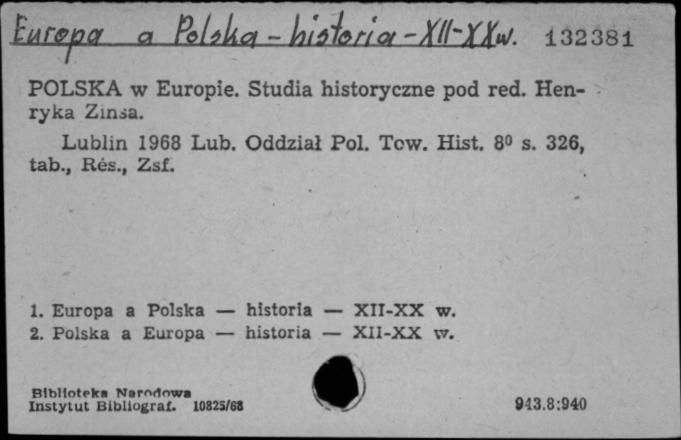 Europa a Polska - historia - XII-XX w. 132381
POLSKA w Europie. Studia historyczne pod red. Hen-
ryka Zinsa.
Lublin 1968 Lub. Oddział Pol. Tow. Hist. 8⁰ s. 326,
tab., Rés., Zsf.
1. Europa a Polska — historia — XII-XX w.
2. Polska a Europa — historia — XII-XX w.
Biblioteka Narodowa
Instytut Bibliograf. 10825/68 943.8:940